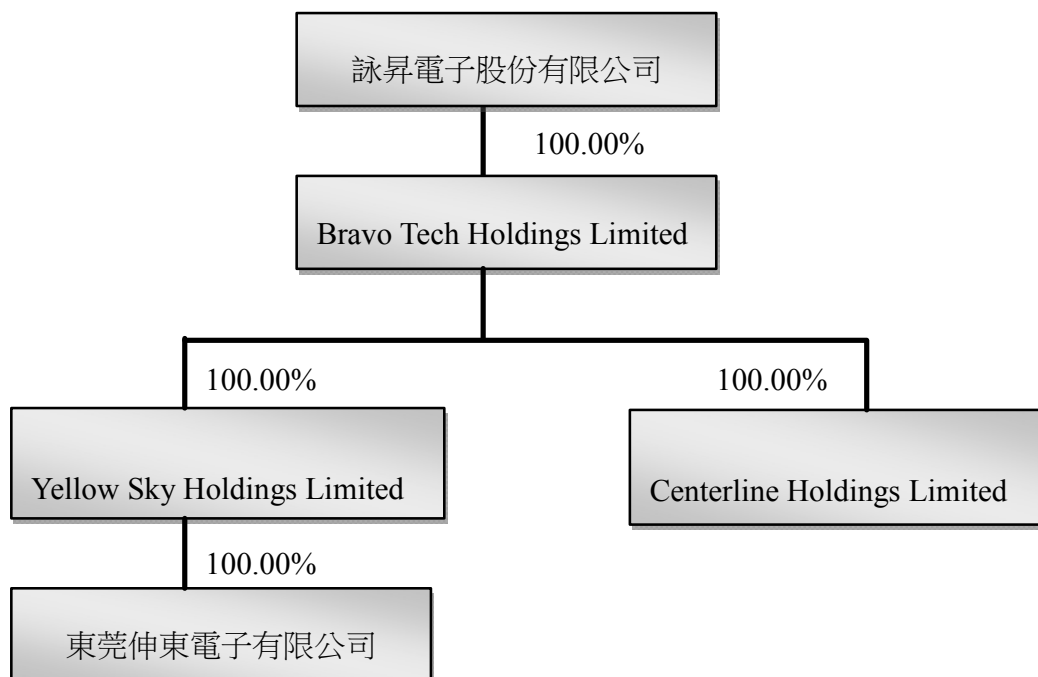 詠昇電子股份有限公司
100.00%
Bravo Tech Holdings Limited
100.00%
100.00%
Yellow Sky Holdings Limited
Centerline Holdings Limited
100.00%
東莞伸東電子有限公司